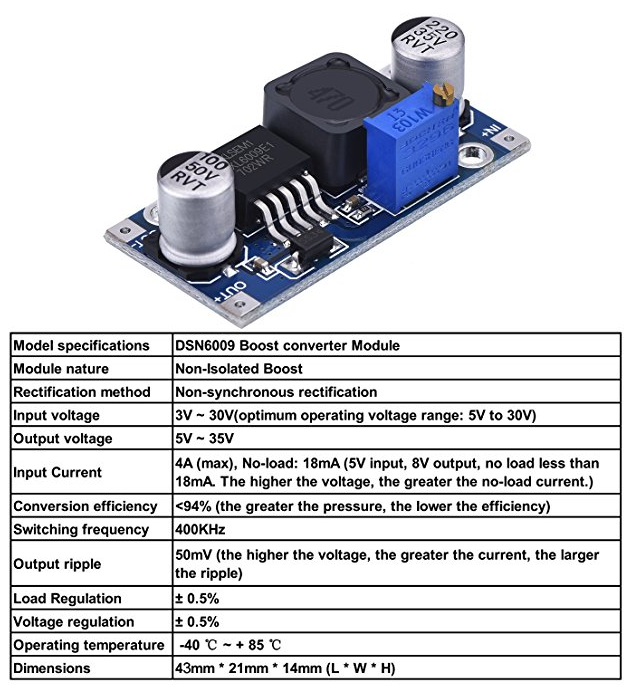 220
35V
RVT
470
13
W103
LSEM1
XL6009E1
702WR
100
50V
RVT
IN+
OUT+
Model specifications DSN6009 Boost converter Module
Module nature Non-Isolated Boost
Rectification method Non-synchronous rectification
Input voltage 3V ~ 30V(optimum operating voltage range: 5V to 30V)
Output voltage 5V ~ 35V
Input Current 4A (max), No-load: 18mA (5V input, 8V output, no load less than
18mA. The higher the voltage, the greater the no-load current.)
Conversion efficiency <94% (the greater the pressure, the lower the efficiency)
Switching frequency 400KHz
Output ripple 50mV (the higher the voltage, the greater the current, the larger
the ripple)
Load Regulation ± 0.5%
Voltage regulation ± 0.5%
Operating temperature -40 ℃ ~ + 85 ℃
Dimensions 43mm * 21mm * 14mm (L * W * H)